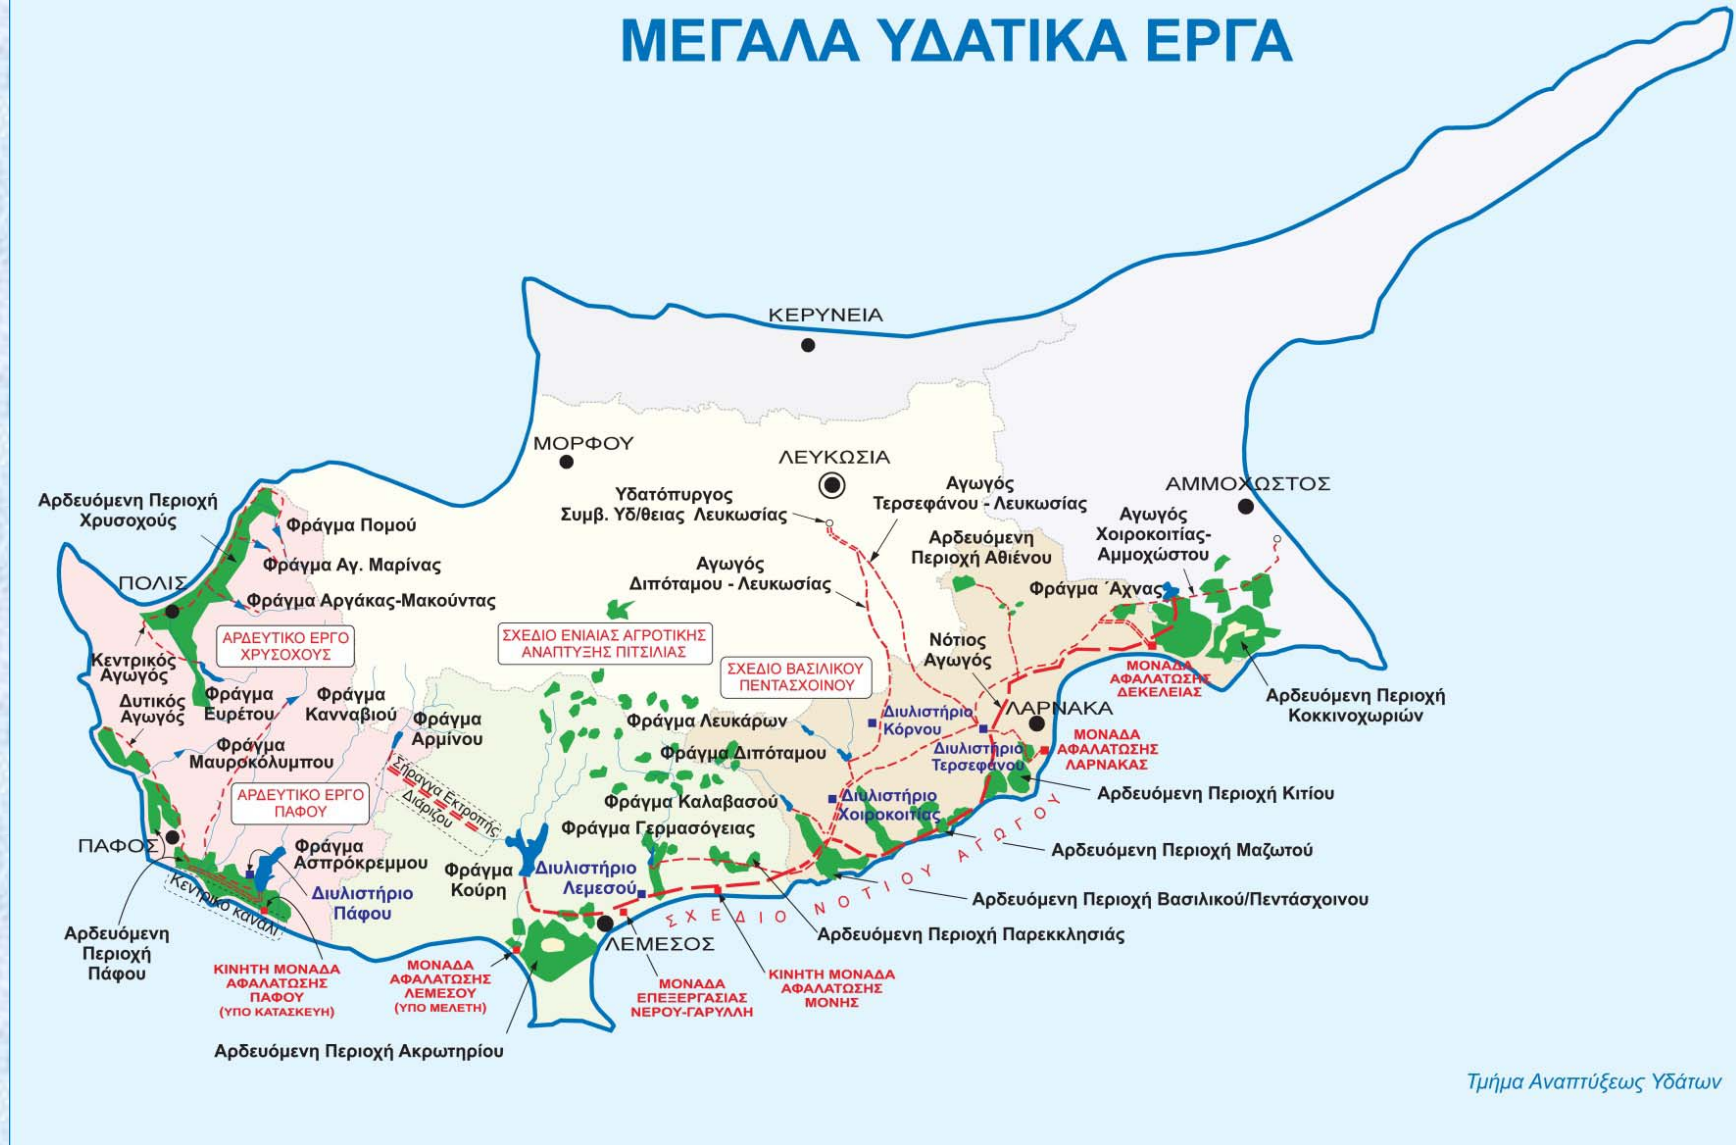 ΜΕΓΑΛΑ ΥΔΑΤΙΚΑ ΕΡΓΑ
ΚΕΡΥΝΕΙΑ
ΜΟΡΦΟΥ
ΛΕΥΚΩΣΙΑ
ΑΜΜΟΧΩΣΤΟΣ
Αρδευόμενη Περιοχή
Χρυσοχούς
Φράγμα Πομού
Φράγμα Αγ. Μαρίνας
ΠΟΛΙΣ
Φράγμα Αργάκας-Μακούντας
Υδατόπυργος
Συμβ. Υδ/θειας Λευκωσίας
Αγωγός
Τερσεφάνου - Λευκωσίας
Αγωγός
Διπόταμου - Λευκωσίας
Αρδευόμενη
Περιοχή Αθιένου
Αγωγός
Χοιροκοιτίας-
Αμμοχώστου
Φράγμα ΄Αχνας
ΑΡΔΕΥΤΙΚΟ ΕΡΓΟ
ΧΡΥΣΟΧΟΥΣ
ΣΧΕΔΙΟ ΕΝΙΑΙΑΣ ΑΓΡΟΤΙΚΗΣ
ΑΝΑΠΤΥΞΗΣ ΠΙΤΣΙΛΙΑΣ
ΣΧΕΔΙΟ ΒΑΣΙΛΙΚΟΥ
ΠΕΝΤΑΣΧΟΙΝΟΥ
Νότιος
Αγωγός
Κεντρικός
Αγωγός
Δυτικός
Αγωγός
Φράγμα
Ευρέτου
Φράγμα
Κανναβιού
Φράγμα
Αρμίνου
Φράγμα
Μαυροκόλυμπου
Φράγμα Λευκάρων
Φράγμα Διπόταμου
Διυλιστήριο
Κόρνου
Διυλιστήριο
Τερσεφάνου
ΛΑΡΝΑΚΑ
ΜΟΝΑΔΑ
ΑΦΑΛΑΤΩΣΗΣ
ΔΕΚΕΛΕΙΑΣ
Αρδευόμενη Περιοχή
Κοκκινοχωριών
ΜΟΝΑΔΑ
ΑΦΑΛΑΤΩΣΗΣ
ΛΑΡΝΑΚΑΣ
ΑΡΔΕΥΤΙΚΟ ΕΡΓΟ
ΠΑΦΟΥ
Σήραγγα Εκτροπής
Διάριζου
Φράγμα Καλαβασού
Φράγμα Γερμασόγειας
Διυλιστήριο
Χοιροκοιτίας
Αρδευόμενη Περιοχή Κιτίου
ΠΑΦΟΣ
Φράγμα
Ασπρόκρεμμου
Διυλιστήριο
Πάφου
Κεντρικό κανάλι
Φράγμα
Κούρη
Διυλιστήριο
Λεμεσού
Αρδευόμενη Περιοχή Μαζωτού
Αρδευόμενη Περιοχή Βασιλικού/Πεντάσχοινου
ΣΧΕΔΙΟ ΝΟΤΙΟΥ ΑΓΩΓΟΥ
Αρδευόμενη Περιοχή Παρεκκλησιάς
ΛΕΜΕΣΟΣ
Αρδευόμενη
Περιοχή
Πάφου
ΚΙΝΗΤΗ ΜΟΝΑΔΑ
ΑΦΑΛΑΤΩΣΗΣ
ΠΑΦΟΥ
(ΥΠΟ ΚΑΤΑΣΚΕΥΗ)
ΜΟΝΑΔΑ
ΑΦΑΛΑΤΩΣΗΣ
ΛΕΜΕΣΟΥ
(ΥΠΟ ΜΕΛΕΤΗ)
ΜΟΝΑΔΑ
ΕΠΕΞΕΡΓΑΣΙΑΣ
ΝΕΡΟΥ-ΓΑΡΥΛΛΗ
ΚΙΝΗΤΗ ΜΟΝΑΔΑ
ΑΦΑΛΑΤΩΣΗΣ
ΜΟΝΗΣ
Αρδευόμενη Περιοχή Ακρωτηρίου
Τμήμα Αναπτύξεως Υδάτων